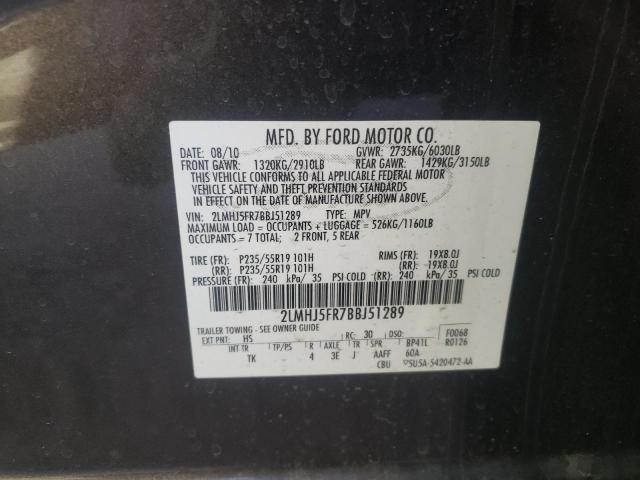 MFD. BY FORD MOTOR CO.
DATE: 08/10 GVWR: 2735KG/6030LB
FRONT GAWR: 1320KG/2910LB REAR GAWR: 1429KG/3150LB
THIS VEHICLE CONFORMS TO ALL APPLICABLE FEDERAL MOTOR
VEHICLE SAFETY AND THEFT PREVENTION STANDARDS
IN EFFECT ON THE DATE OF MANUFACTURE SHOWN ABOVE.
VIN: 2LMHJ5FR7BBJ51289 TYPE: MPV
MAXIMUM LOAD = OCCUPANTS + LUGGAGE = 526KG/1160LB
OCCUPANTS = 7 TOTAL; 2 FRONT, 5 REAR
TIRE (FR): P235/55R19 101H RIMS (FR): 19X8.0J
(RR): P235/55R19 101H (RR): 19X8.0J
PRESSURE (FR): 240 kPa/ 35 PSI COLD (RR): 240 kPa/ 35 PSI COLD
2LMHJ5FR7BBJ51289
TRAILER TOWING - SEE OWNER GUIDE
EXT PNT: HS RC: 30 DSO: F0068
INT TR TP/PS R AXLE TR SPR BP41L R0126
TK 4 3E J AAFF 60A
CBU 5U5A-5420472-AA